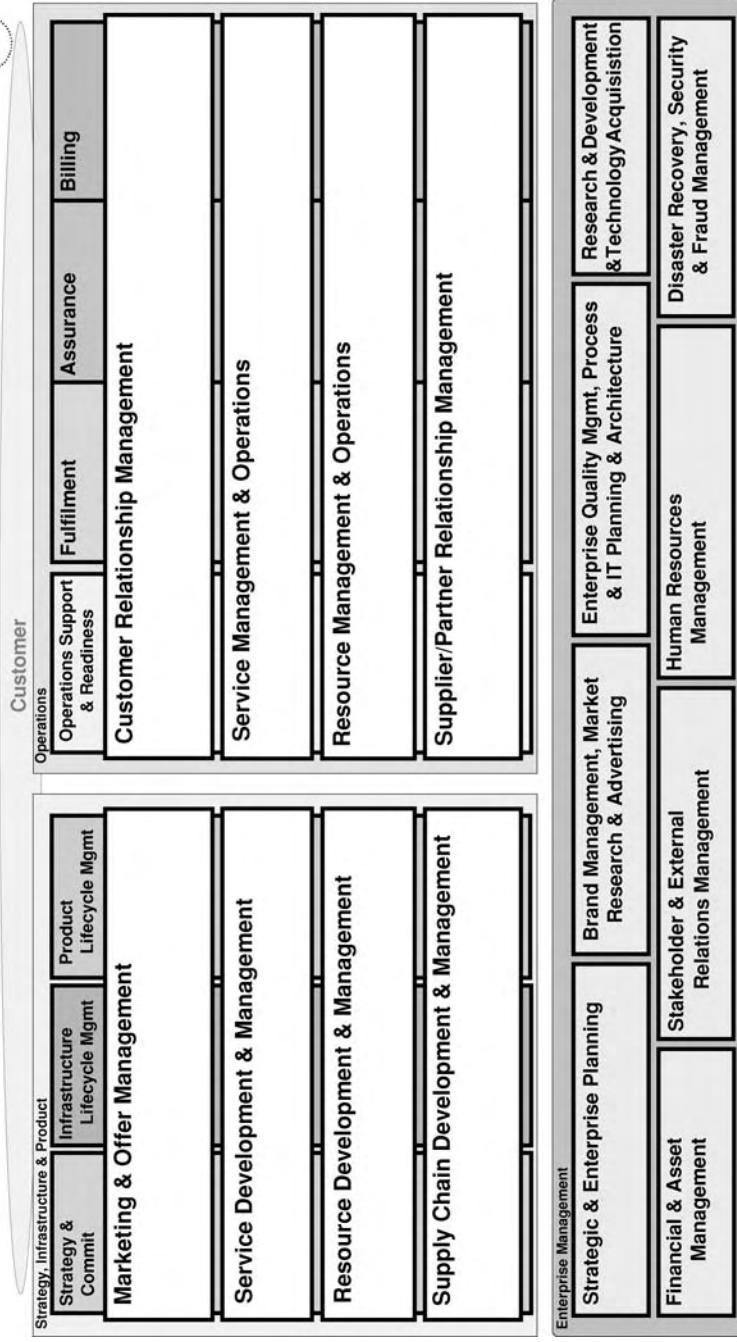 Customer
Strategy, Infrastructure & Product
Strategy &
Commit
Infrastructure
Lifecycle Mgmt
Product
Lifecycle Mgmt
Marketing & Offer Management
Service Development & Management
Resource Development & Management
Supply Chain Development & Management
Operations
Operations Support
& Readiness
Fulfilment
Assurance
Billing
Customer Relationship Management
Service Management & Operations
Resource Management & Operations
Supplier/Partner Relationship Management
Enterprise Management
Strategic & Enterprise Planning
Brand Management, Market
Research & Advertising
Enterprise Quality Mgmt, Process
& IT Planning & Architecture
Research & Development
&Technology Acquisistion
Financial & Asset
Management
Stakeholder & External
Relations Management
Human Resources
Management
Disaster Recovery, Security
& Fraud Management